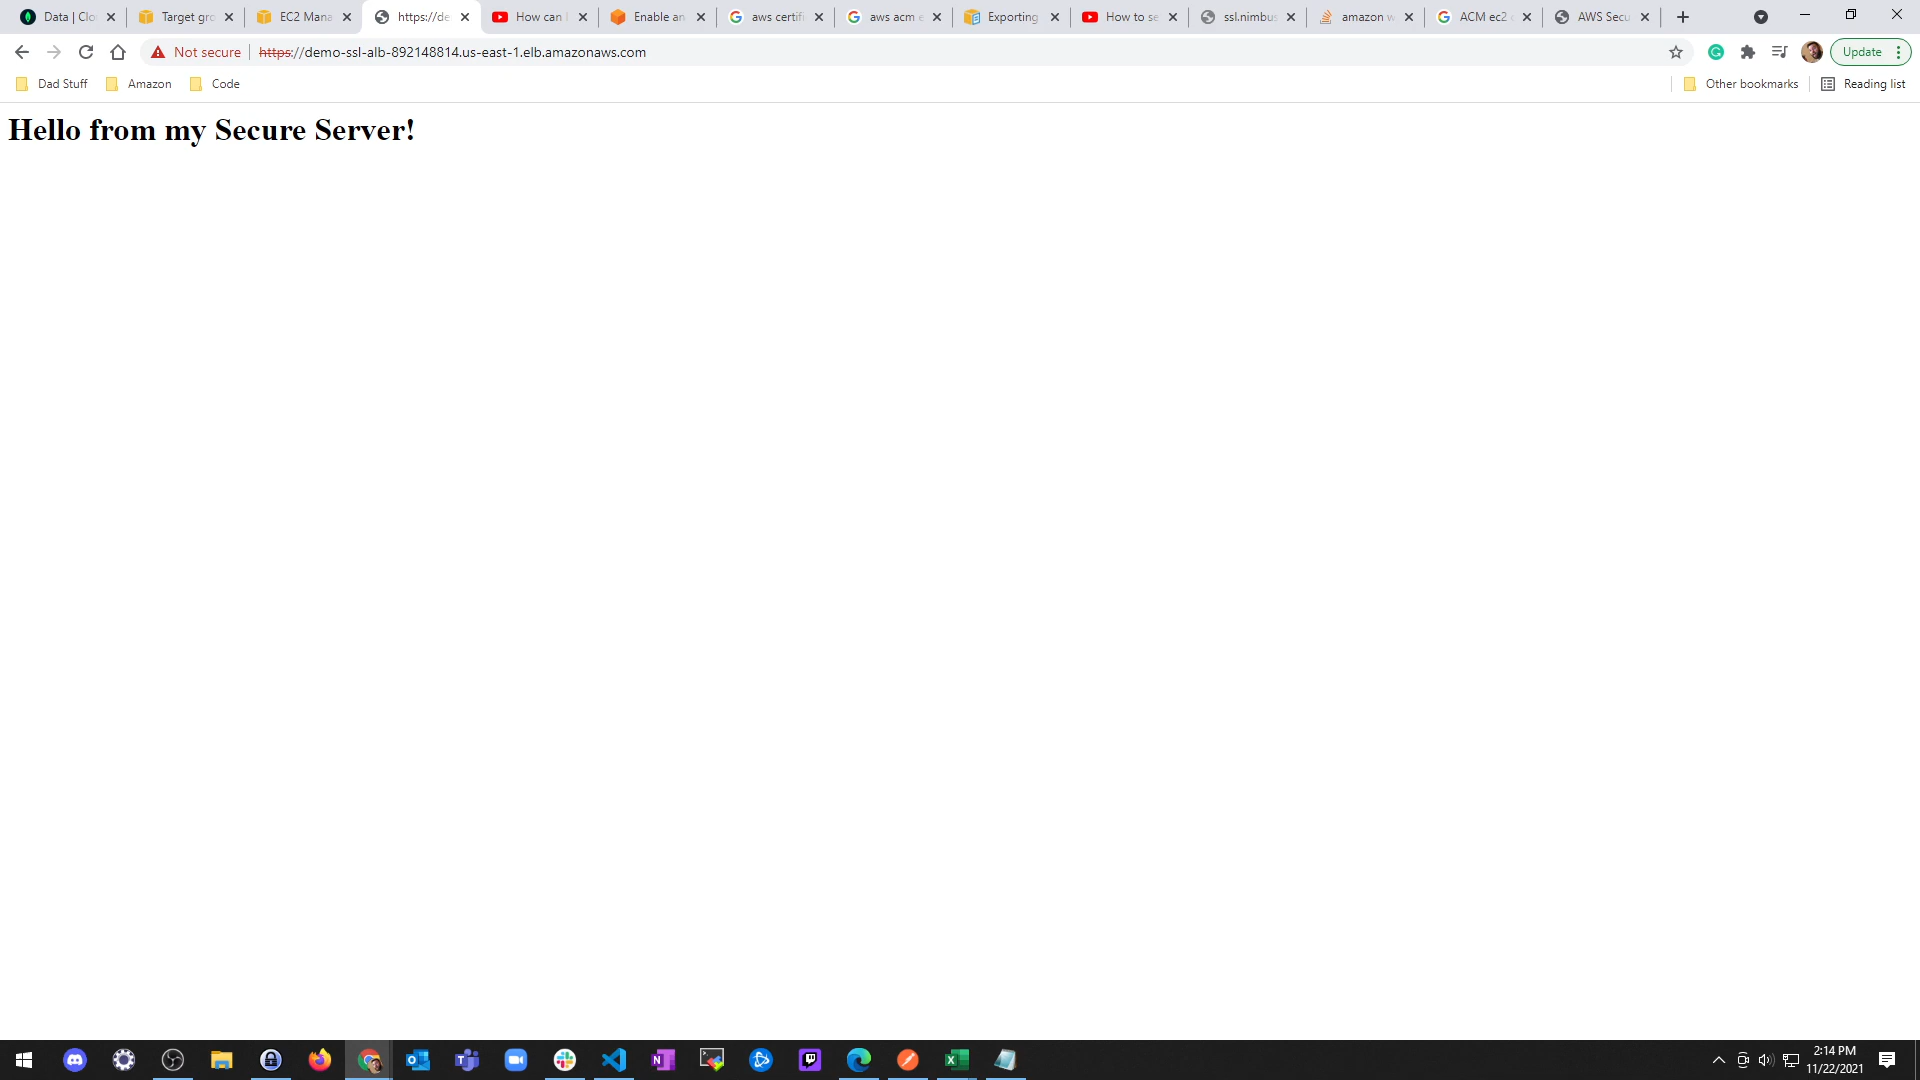 Data | Clo
Target gro
EC2 Mana
https://de
How can
Enable an
aws certifi
aws acm e
Exporting
How to se
ssl.nimbus
amazon w
ACM ec2
AWS Secu
Not secure
https://demo-ssl-alb-892148814.us-east-1.elb.amazonaws.com
Update
Dad Stuff
Amazon
Code
Other bookmarks
Reading list
Hello from my Secure Server!
2:14 PM
11/22/2021